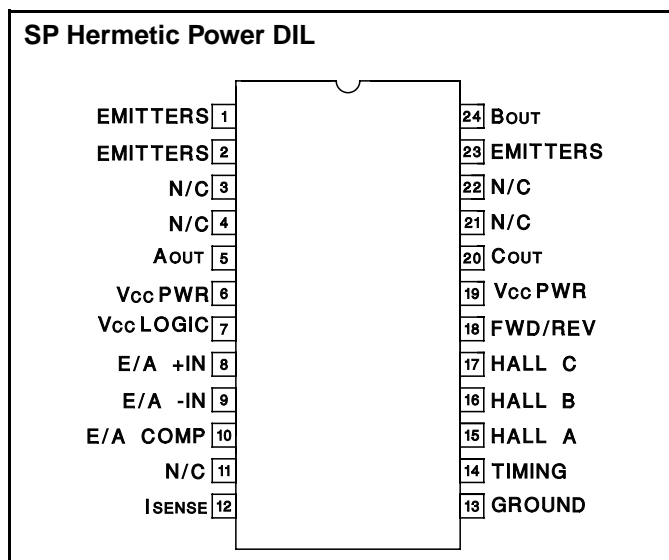 SP Hermetic Power DIL
EMITTERS 1 24 BOUT
EMITTERS 2 23 EMITTERS
N/C 3 22 N/C
N/C 4 21 N/C
AOUT 5 20 COUT
Vcc PWR 6 19 Vcc PWR
Vcc LOGIC 7 18 FWD/REV
E/A +IN 8 17 HALL C
E/A -IN 9 16 HALL B
E/A COMP 10 15 HALL A
N/C 11 14 TIMING
ISENSE 12 13 GROUND